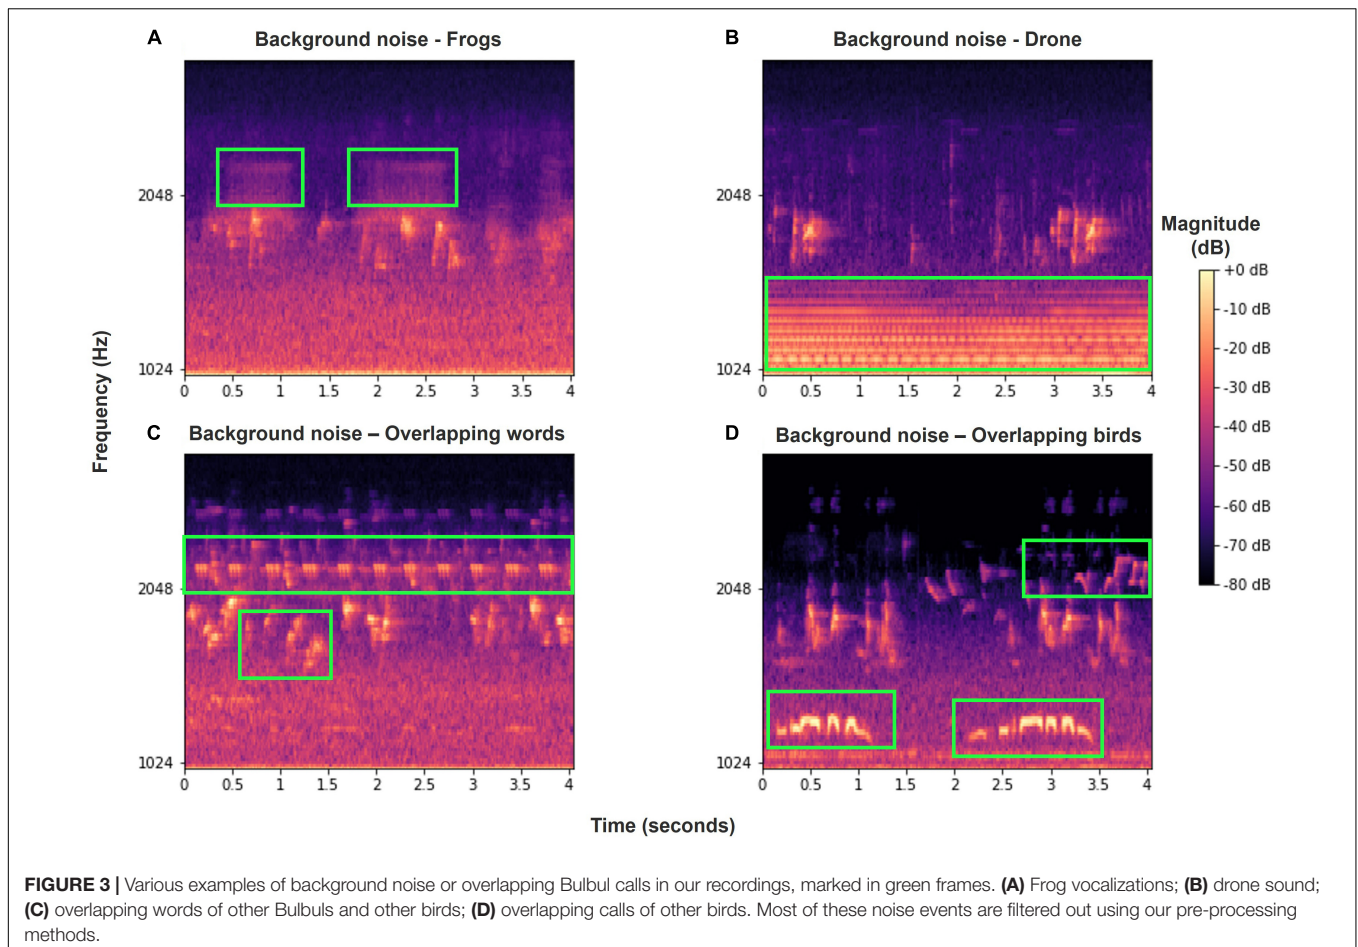 A
Background noise - Frogs
B
Background noise - Drone
2048
1024
0 0.5 1 1.5 2 2.5 3 3.5 4
2048
1024
0 0.5 1 1.5 2 2.5 3 3.5 4
Magnitude
(dB)
+0 dB
-10 dB
-20 dB
-30 dB
-40 dB
-50 dB
-60 dB
-70 dB
-80 dB
Frequency (Hz)
C
Background noise – Overlapping words
D
Background noise – Overlapping birds
2048
1024
0 0.5 1 1.5 2 2.5 3 3.5 4
2048
1024
0 0.5 1 1.5 2 2.5 3 3.5 4
Time (seconds)
FIGURE 3 | Various examples of background noise or overlapping Bulbul calls in our recordings, marked in green frames. (A) Frog vocalizations; (B) drone sound;
(C) overlapping words of other Bulbuls and other birds; (D) overlapping calls of other birds. Most of these noise events are filtered out using our pre-processing
methods.